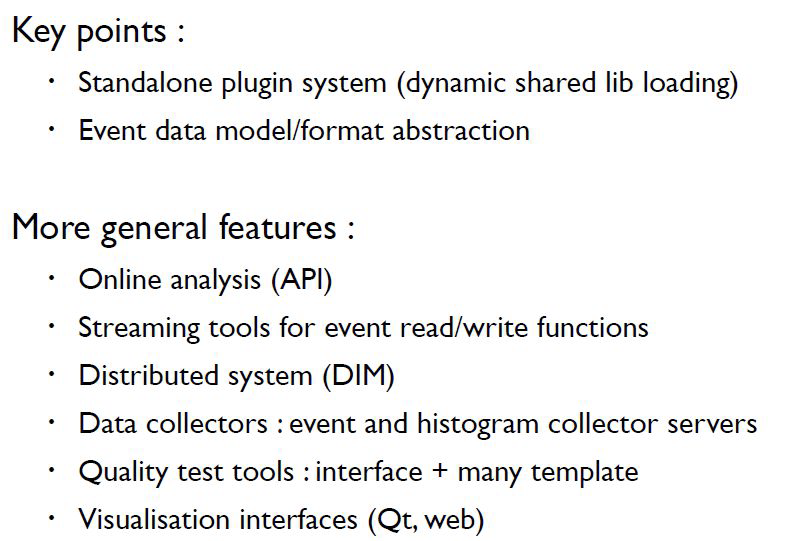 Key points :
• Standalone plugin system (dynamic shared lib loading)
• Event data model/format abstraction
More general features :
• Online analysis (API)
• Streaming tools for event read/write functions
• Distributed system (DIM)
• Data collectors : event and histogram collector servers
• Quality test tools : interface + many template
• Visualisation interfaces (Qt, web)